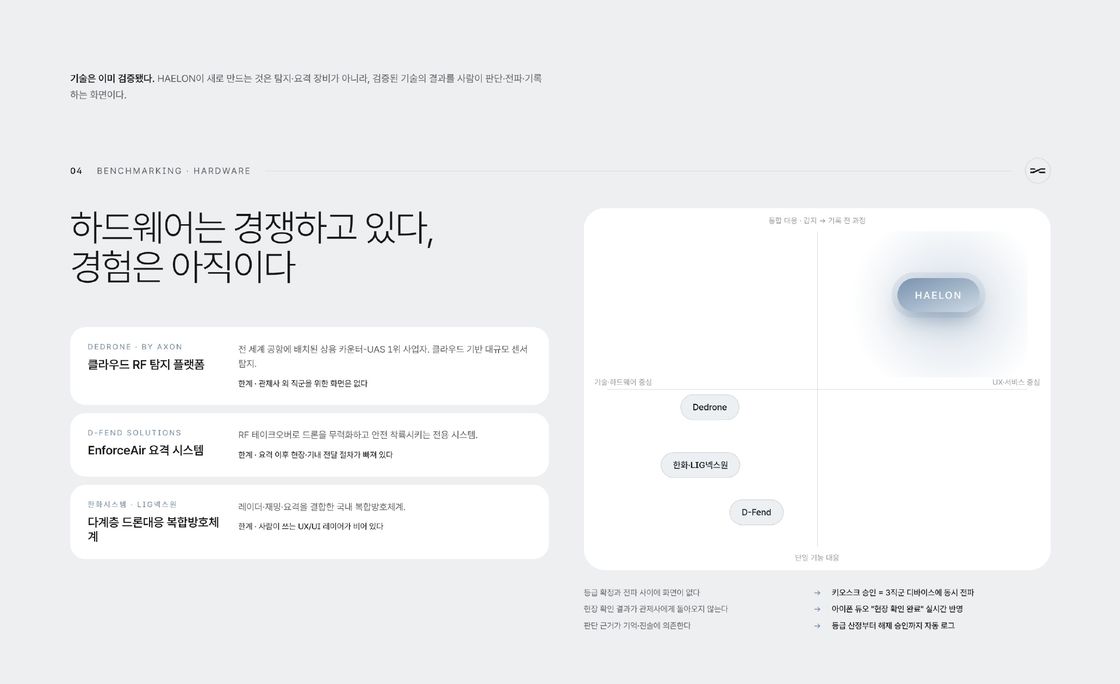 기술은 이미 검증됐다. HAELON이 새로 만드는 것은 탐지·요격 장비가 아니라, 검증된 기술의 결과를 사람이 판단·전파·기록
하는 화면이다.
04 BENCHMARKING · HARDWARE
하드웨어는 경쟁하고 있다,
경험은 아직이다
DEDRONE · BY AXON
클라우드 RF 탐지 플랫폼
전 세계 공항에 배치된 상용 카운터-UAS 1위 사업자. 클라우드 기반 대규모 센서
탐지.
한계 · 관제사 외 직군을 위한 화면은 없다
D-FEND SOLUTIONS
EnforceAir 요격 시스템
RF 테이크오버로 드론을 무력화하고 안전 착륙시키는 전용 시스템.
한계 · 요격 이후 현장·기내 전달 절차가 빠져 있다
한화시스템 · LIG넥스원
다계층 드론대응 복합방호체
계
레이더·재밍·요격을 결합한 국내 복합방호체계.
한계 · 사람이 쓰는 UX/UI 레이어가 비어 있다
통합 대응 · 감지 → 기록 전 과정
HAELON
기술·하드웨어 중심
UX·서비스 중심
Dedrone
한화·LIG넥스원
D-Fend
단일 기능 대응
등급 확정과 전파 사이에 화면이 없다
→ 키오스크 승인 = 3직군 디바이스에 동시 전파
현장 확인 결과가 관제사에게 돌아오지 않는다
→ 아이폰 듀오 "현장 확인 완료" 실시간 반영
판단 근거가 기억·진술에 의존한다
→ 등급 산정부터 해제 승인까지 자동 로그